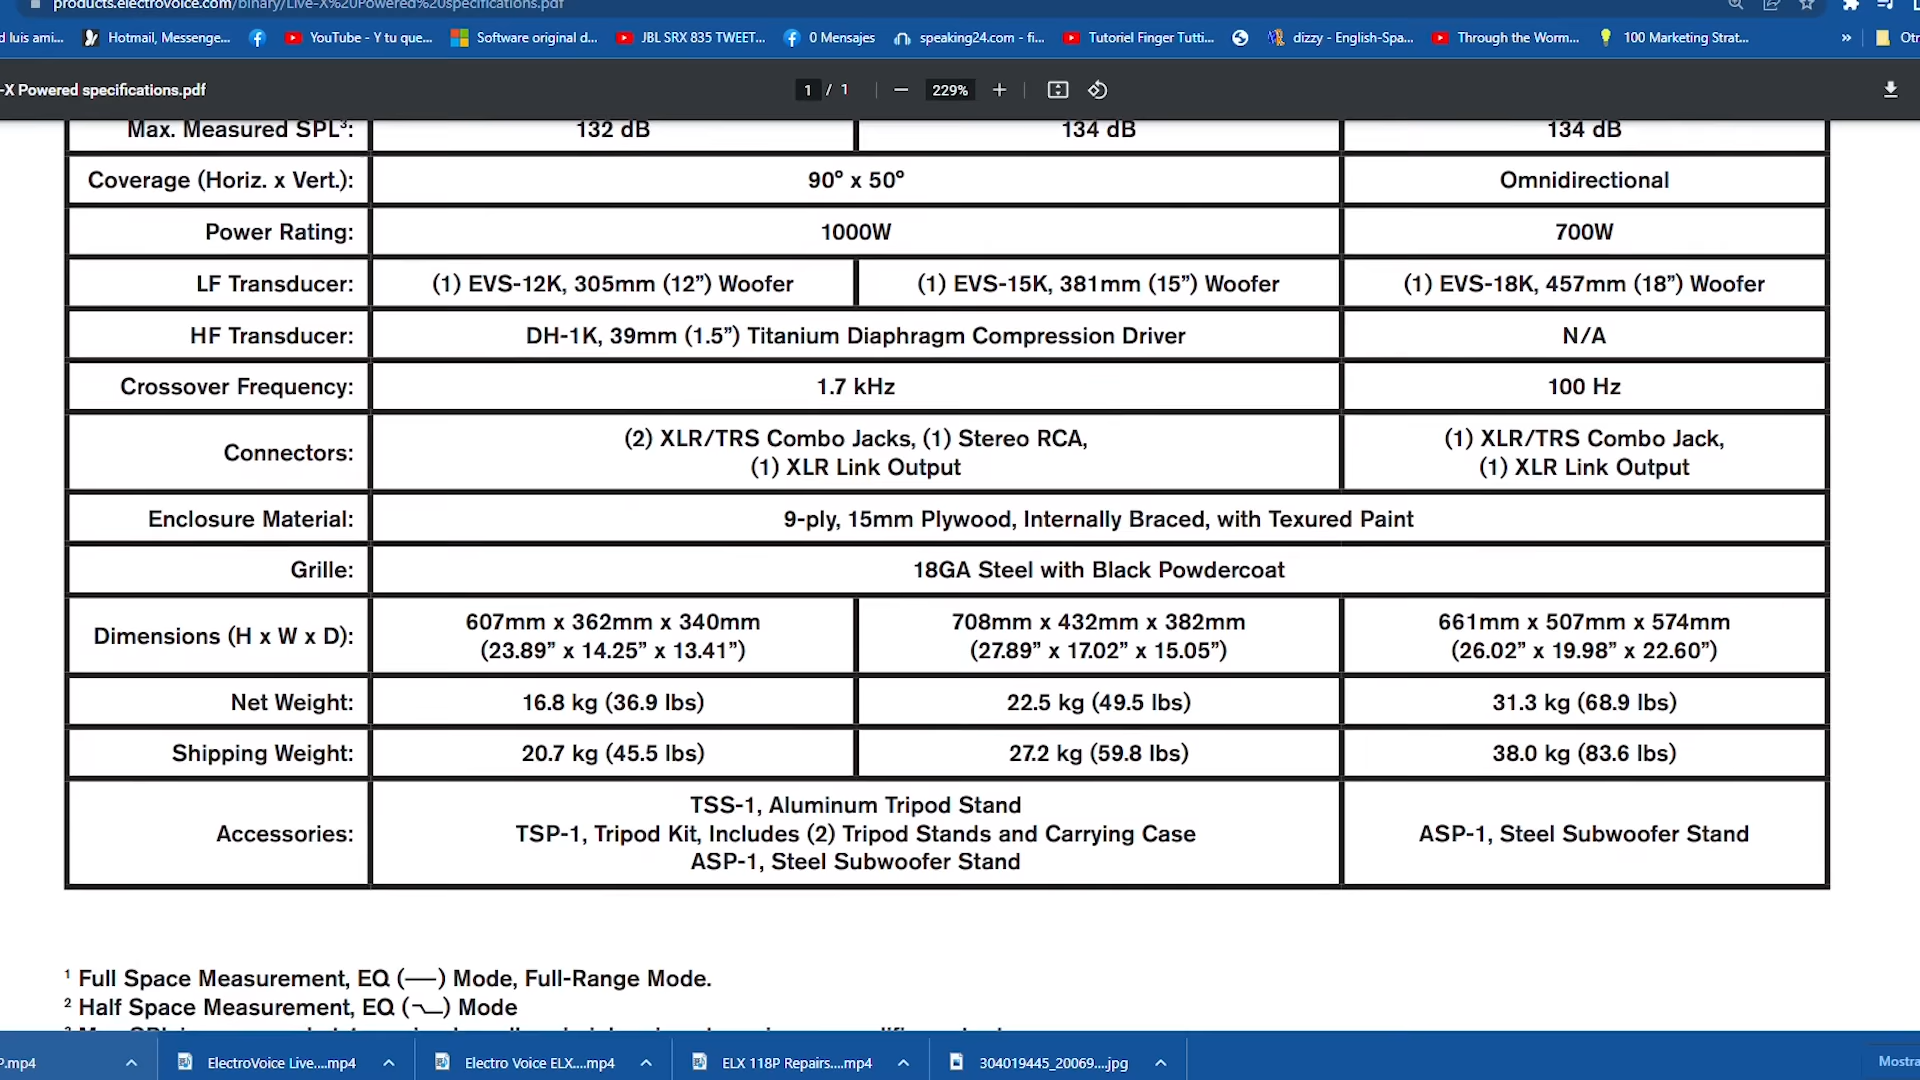 products.electrovoice.com/binary/Live-X%20Powered%20specifications.pdf
d luis ami...
Hotmail, Messenge...
YouTube - Y tu que...
Software original d...
JBL SRX 835 TWEET...
0 Mensajes
speaking24.com - fi...
Tutoriel Finger Tutti...
dizzy - English-Spa...
Through the Worm...
100 Marketing Strat...
»
Otr
-X Powered specifications.pdf
1 / 1
229%
Max. Measured SPL³: 132 dB 134 dB 134 dB
Coverage (Horiz. x Vert.): 90º x 50º Omnidirectional
Power Rating: 1000W 700W
LF Transducer: (1) EVS-12K, 305mm (12”) Woofer (1) EVS-15K, 381mm (15”) Woofer (1) EVS-18K, 457mm (18”) Woofer
HF Transducer: DH-1K, 39mm (1.5”) Titanium Diaphragm Compression Driver N/A
Crossover Frequency: 1.7 kHz 100 Hz
Connectors:
(2) XLR/TRS Combo Jacks, (1) Stereo RCA,
(1) XLR Link Output
(1) XLR/TRS Combo Jack,
(1) XLR Link Output
Enclosure Material: 9-ply, 15mm Plywood, Internally Braced, with Texured Paint
Grille: 18GA Steel with Black Powdercoat
Dimensions (H x W x D):
607mm x 362mm x 340mm
(23.89” x 14.25” x 13.41”)
708mm x 432mm x 382mm
(27.89” x 17.02” x 15.05”)
661mm x 507mm x 574mm
(26.02” x 19.98” x 22.60”)
Net Weight: 16.8 kg (36.9 lbs) 22.5 kg (49.5 lbs) 31.3 kg (68.9 lbs)
Shipping Weight: 20.7 kg (45.5 lbs) 27.2 kg (59.8 lbs) 38.0 kg (83.6 lbs)
Accessories:
TSS-1, Aluminum Tripod Stand
TSP-1, Tripod Kit, Includes (2) Tripod Stands and Carrying Case
ASP-1, Steel Subwoofer Stand
ASP-1, Steel Subwoofer Stand
¹ Full Space Measurement, EQ (—) Mode, Full-Range Mode.
² Half Space Measurement, EQ () Mode
P.mp4
ElectroVoice Live....mp4
Electro Voice ELX....mp4
ELX 118P Repairs....mp4
304019445_20069....jpg
Mostra